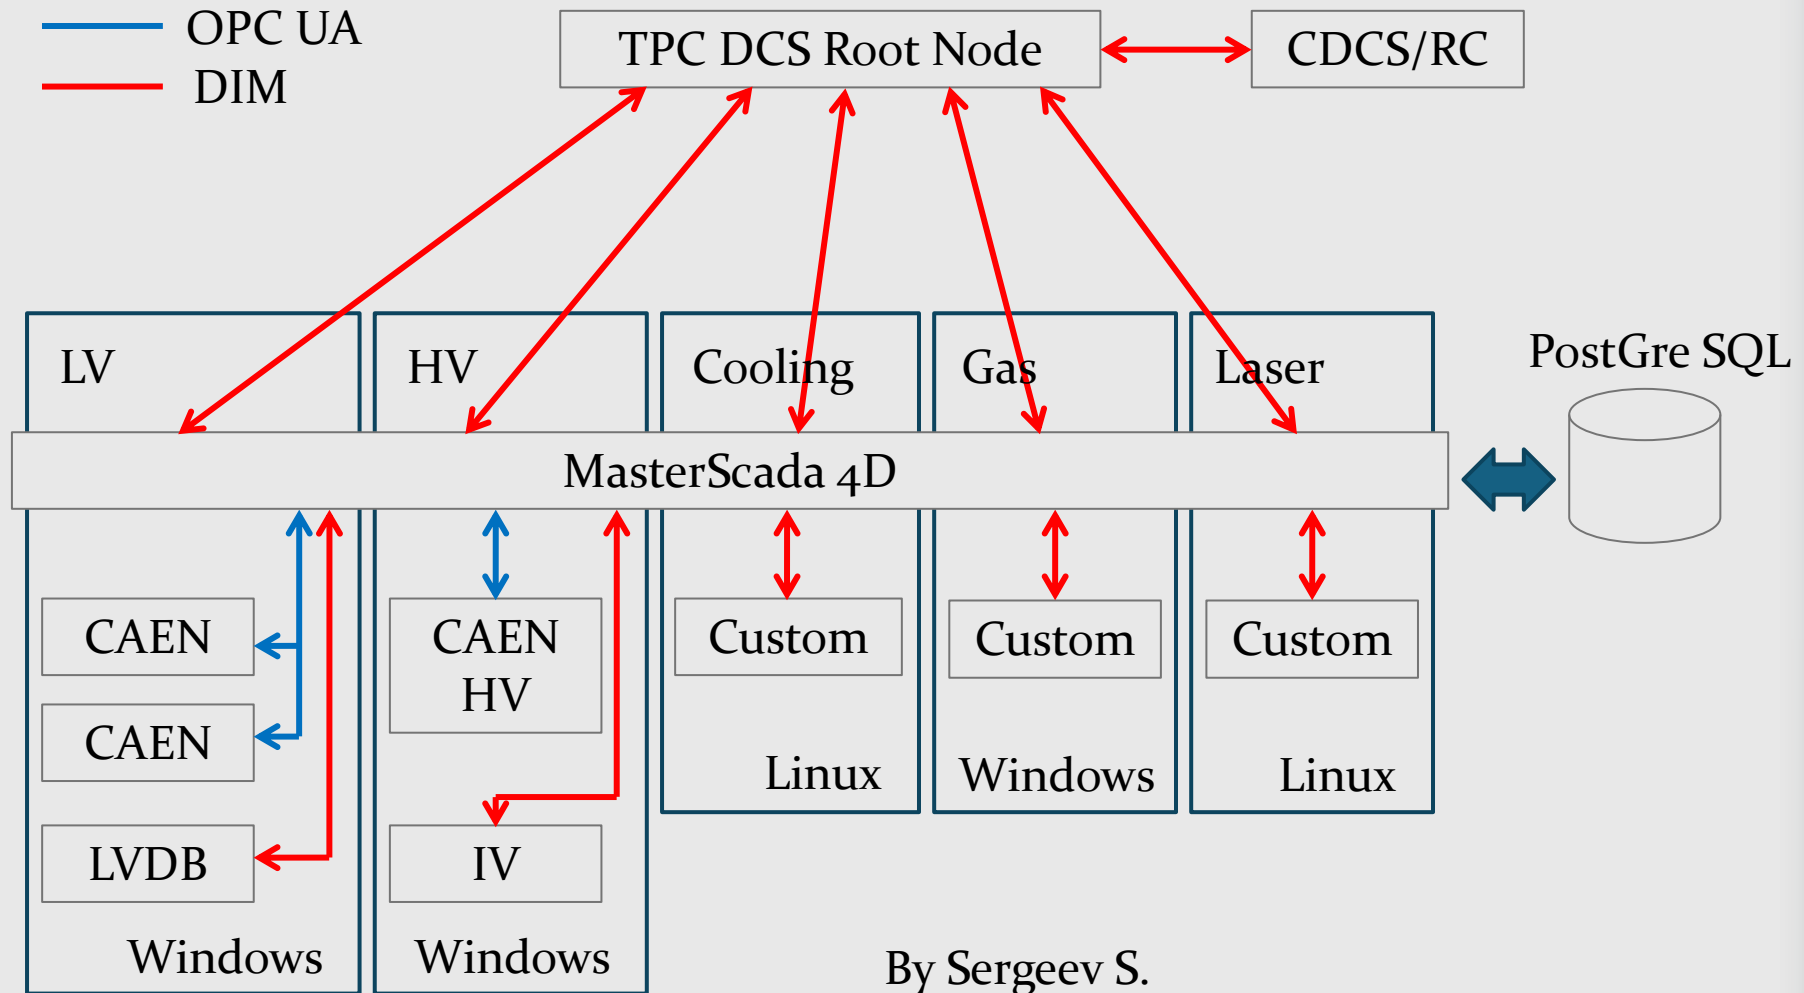 OPC UA
DIM
TPC DCS Root Node
CDCS/RC
LV
HV
Cooling
Gas
Laser
PostGre SQL
MasterScada 4D
CAEN
CAEN
LVDB
Windows
CAEN
HV
IV
Windows
Custom
Linux
Custom
Windows
Custom
Linux
By Sergeev S.